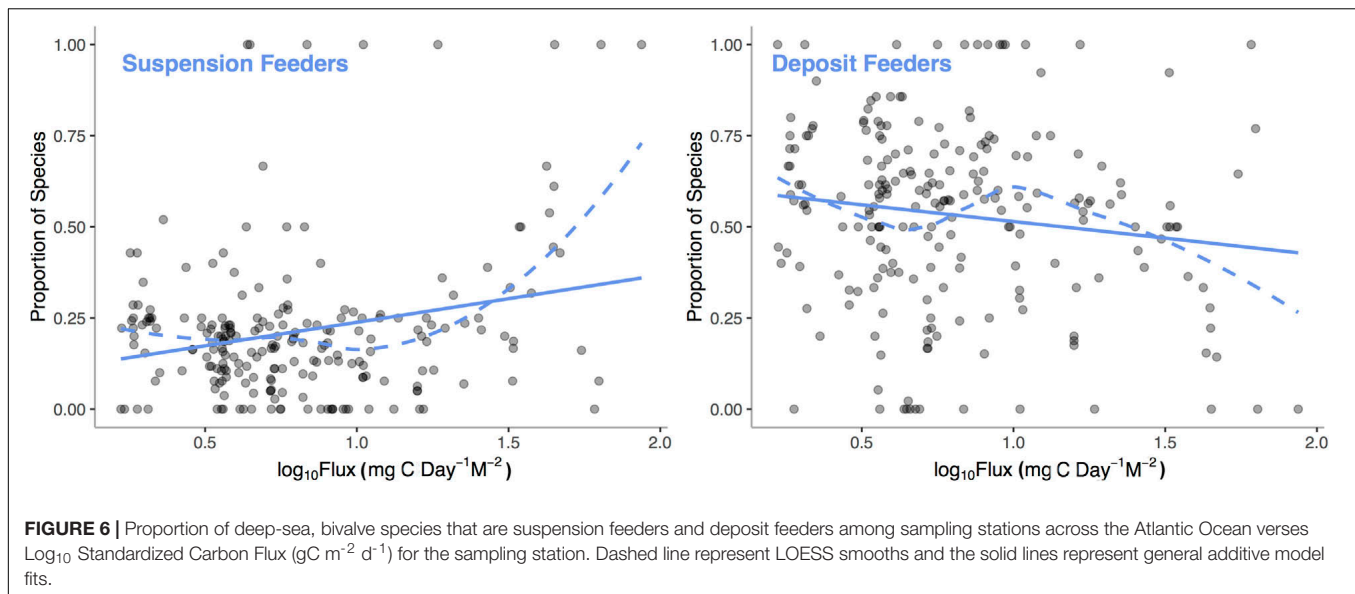 1.00
0.75
0.50
0.25
0.00
Proportion of Species
Suspension Feeders
0.5
1.0
1.5
2.0
log₁₀Flux (mg C Day⁻¹M⁻²)
1.00
0.75
0.50
0.25
0.00
Proportion of Species
Deposit Feeders
0.5
1.0
1.5
2.0
log₁₀Flux (mg C Day⁻¹M⁻²)
FIGURE 6 | Proportion of deep-sea, bivalve species that are suspension feeders and deposit feeders among sampling stations across the Atlantic Ocean verses
Log₁₀ Standardized Carbon Flux (gC m⁻² d⁻¹) for the sampling station. Dashed line represent LOESS smooths and the solid lines represent general additive model
fits.